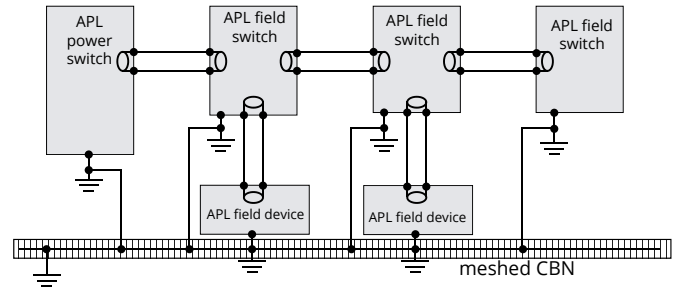 APL
power
switch
APL field
switch
APL field
switch
APL field
switch
APL field device
APL field device
meshed CBN